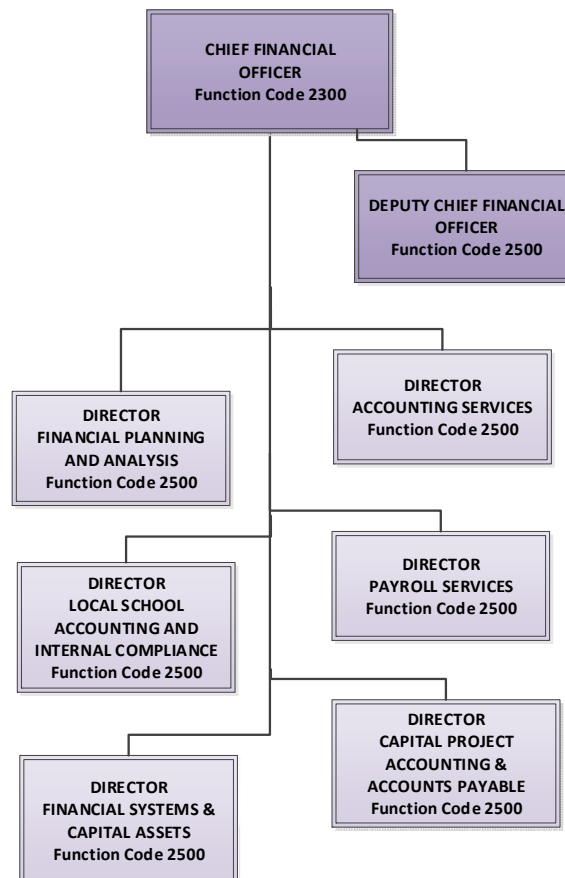 CHIEF FINANCIAL
OFFICER
Function Code 2300
DEPUTY CHIEF FINANCIAL
OFFICER
Function Code 2500
DIRECTOR
FINANCIAL PLANNING
AND ANALYSIS
Function Code 2500
DIRECTOR
ACCOUNTING SERVICES
Function Code 2500
DIRECTOR
LOCAL SCHOOL
ACCOUNTING AND
INTERNAL COMPLIANCE
Function Code 2500
DIRECTOR
PAYROLL SERVICES
Function Code 2500
DIRECTOR
FINANCIAL SYSTEMS &
CAPITAL ASSETS
Function Code 2500
DIRECTOR
CAPITAL PROJECT
ACCOUNTING &
ACCOUNTS PAYABLE
Function Code 2500